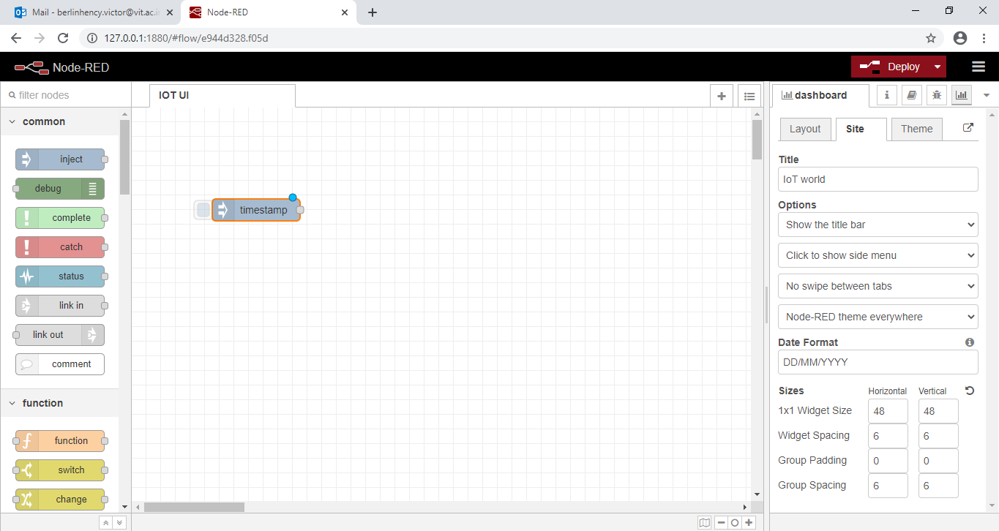 Mail - berlinhency.victor@vit.ac.in
Node-RED
127.0.0.1:1880/#flow/e944d328.f05d
Node-RED
Deploy
filter nodes
IOT UI
dashboard
common
inject
debug
complete
catch
status
link in
link out
comment
function
function
switch
change
timestamp
Layout
Site
Theme
Title
IoT world
Options
Show the title bar
Click to show side menu
No swipe between tabs
Node-RED theme everywhere
Date Format
DD/MM/YYYY
Sizes Horizontal Vertical
1x1 Widget Size 48 48
Widget Spacing 6 6
Group Padding 0 0
Group Spacing 6 6